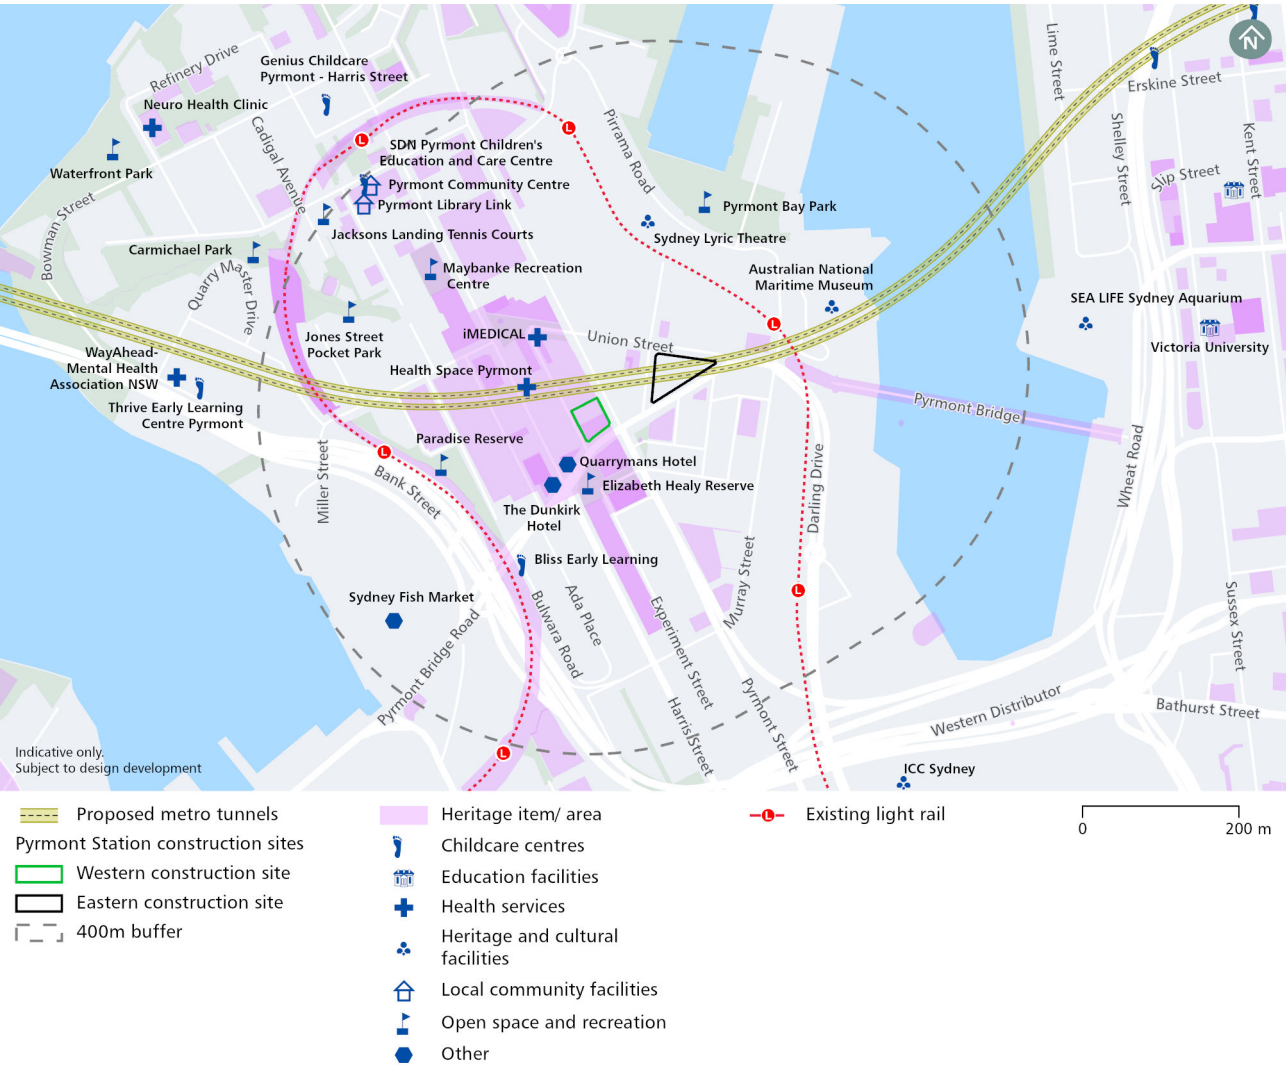 N
Lime Street
Erskine Street
Refinery Drive
Genius Childcare
Pyrmont - Harris Street
Neuro Health Clinic
Cadigal Avenue
Pirrama Road
Shelley Street
Kent Street
Slip Street
L
L
SDN Pyrmont Children's
Education and Care Centre
Waterfront Park
Pyrmont Community Centre
Pyrmont Library Link
Pyrmont Bay Park
Bowman Street
Jacksons Landing Tennis Courts
Sydney Lyric Theatre
Carmichael Park
Quarry Master Drive
Maybanke Recreation
Centre
Australian National
Maritime Museum
SEA LIFE Sydney Aquarium
Victoria University
Jones Street
Pocket Park
iMEDICAL
Union Street
L
WayAhead-
Mental Health
Association NSW
Health Space Pyrmont
Thrive Early Learning
Centre Pyrmont
Pyrmont Bridge
Paradise Reserve
L
Miller Street
Bank Street
Quarrymans Hotel
Elizabeth Healy Reserve
The Dunkirk
Hotel
Darling Drive
Wheat Road
Bliss Early Learning
Murray Street
L
Sydney Fish Market
Bulwara Road
Ada Place
Experiment Street
Sussex Street
Pyrmont Bridge Road
Harris Street
Pyrmont Street
Western Distributor
Bathurst Street
L
ICC Sydney
Indicative only.
Subject to design development
Proposed metro tunnels
Pyrmont Station construction sites
Western construction site
Eastern construction site
400m buffer
Heritage item/ area
Childcare centres
Education facilities
Health services
Heritage and cultural
facilities
Local community facilities
Open space and recreation
Other
L
Existing light rail
0
200 m